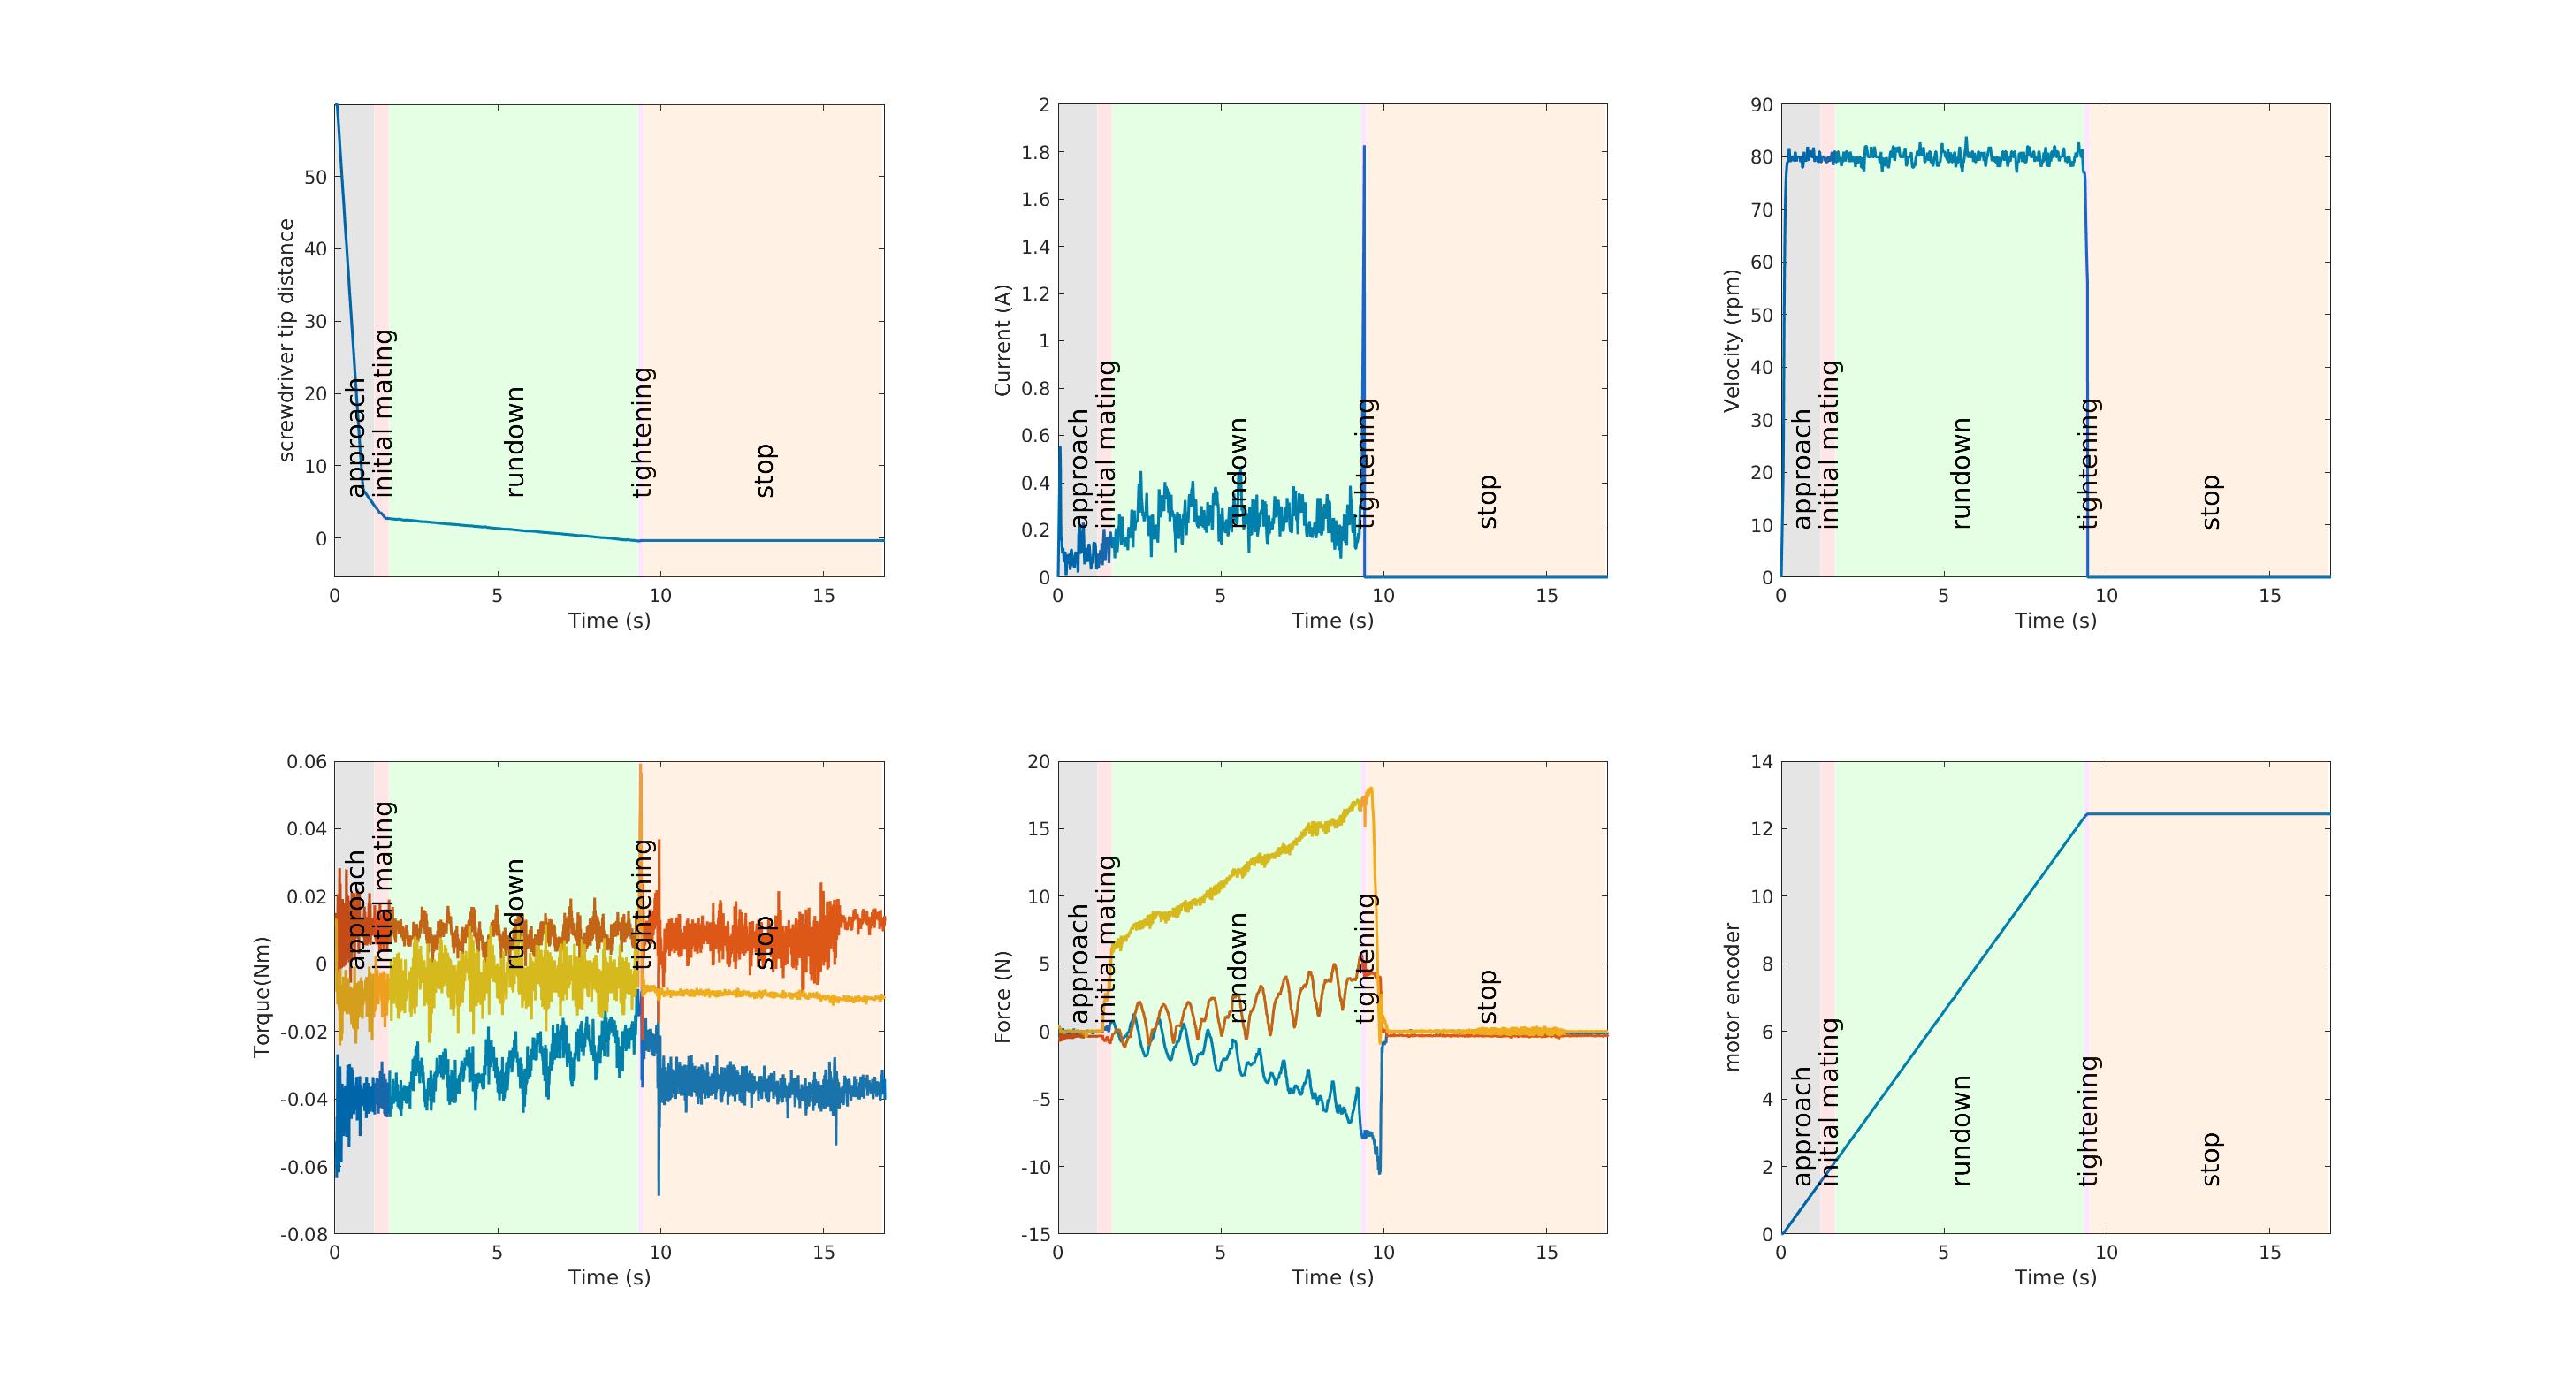 screwdriver tip distance
50
40
30
20
10
0
approach
initial mating
rundown
tightening
stop
0 5 10 15
Time (s)
Current (A)
2
1.8
1.6
1.4
1.2
1
0.8
0.6
0.4
0.2
0
approach
initial mating
rundown
tightening
stop
0 5 10 15
Time (s)
Velocity (rpm)
90
80
70
60
50
40
30
20
10
0
approach
initial mating
rundown
tightening
stop
0 5 10 15
Time (s)
Torque(Nm)
0.06
0.04
0.02
0
-0.02
-0.04
-0.06
-0.08
approach
initial mating
rundown
tightening
stop
0 5 10 15
Time (s)
Force (N)
20
15
10
5
0
-5
-10
-15
approach
initial mating
rundown
tightening
stop
0 5 10 15
Time (s)
motor encoder
14
12
10
8
6
4
2
0
approach
initial mating
rundown
tightening
stop
0 5 10 15
Time (s)